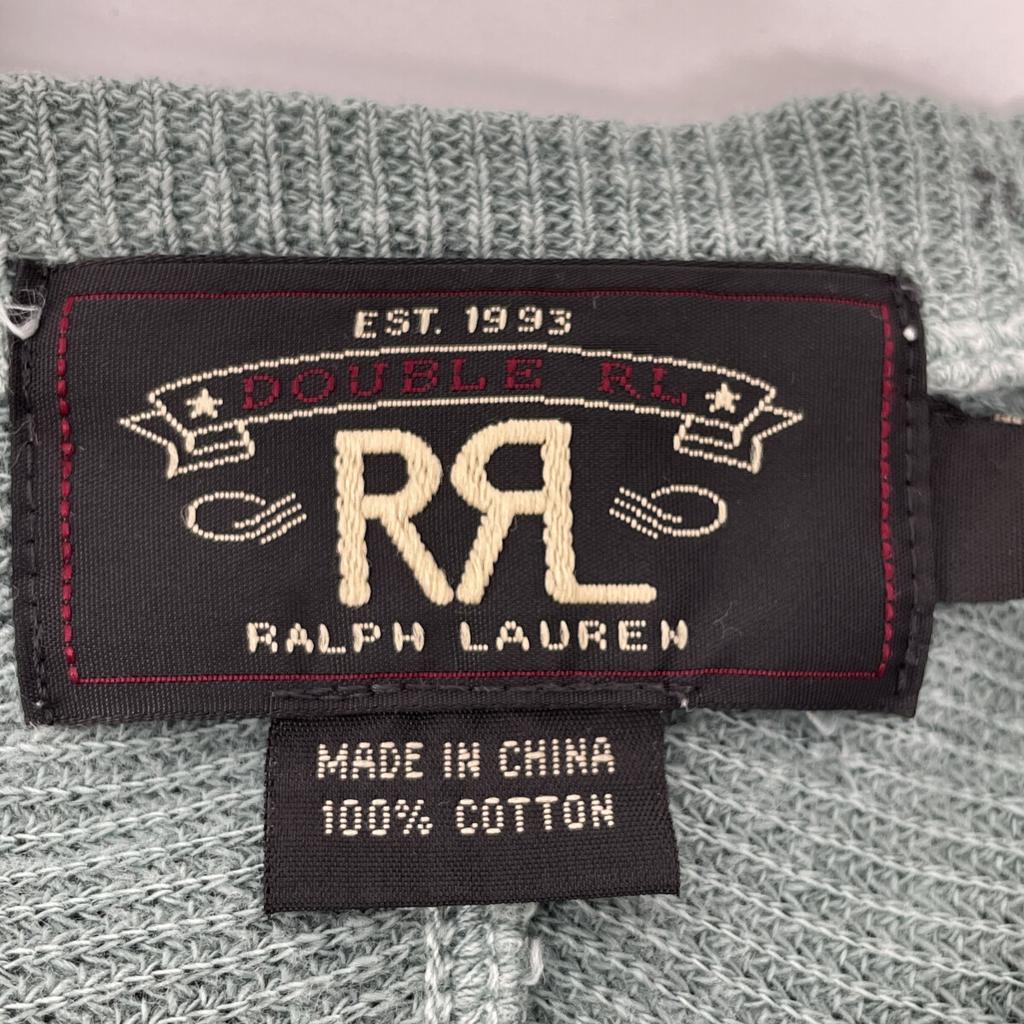 EST. 1993
DOUBLE RL
RRL
RALPH LAUREN
MADE IN CHINA
100% COTTON